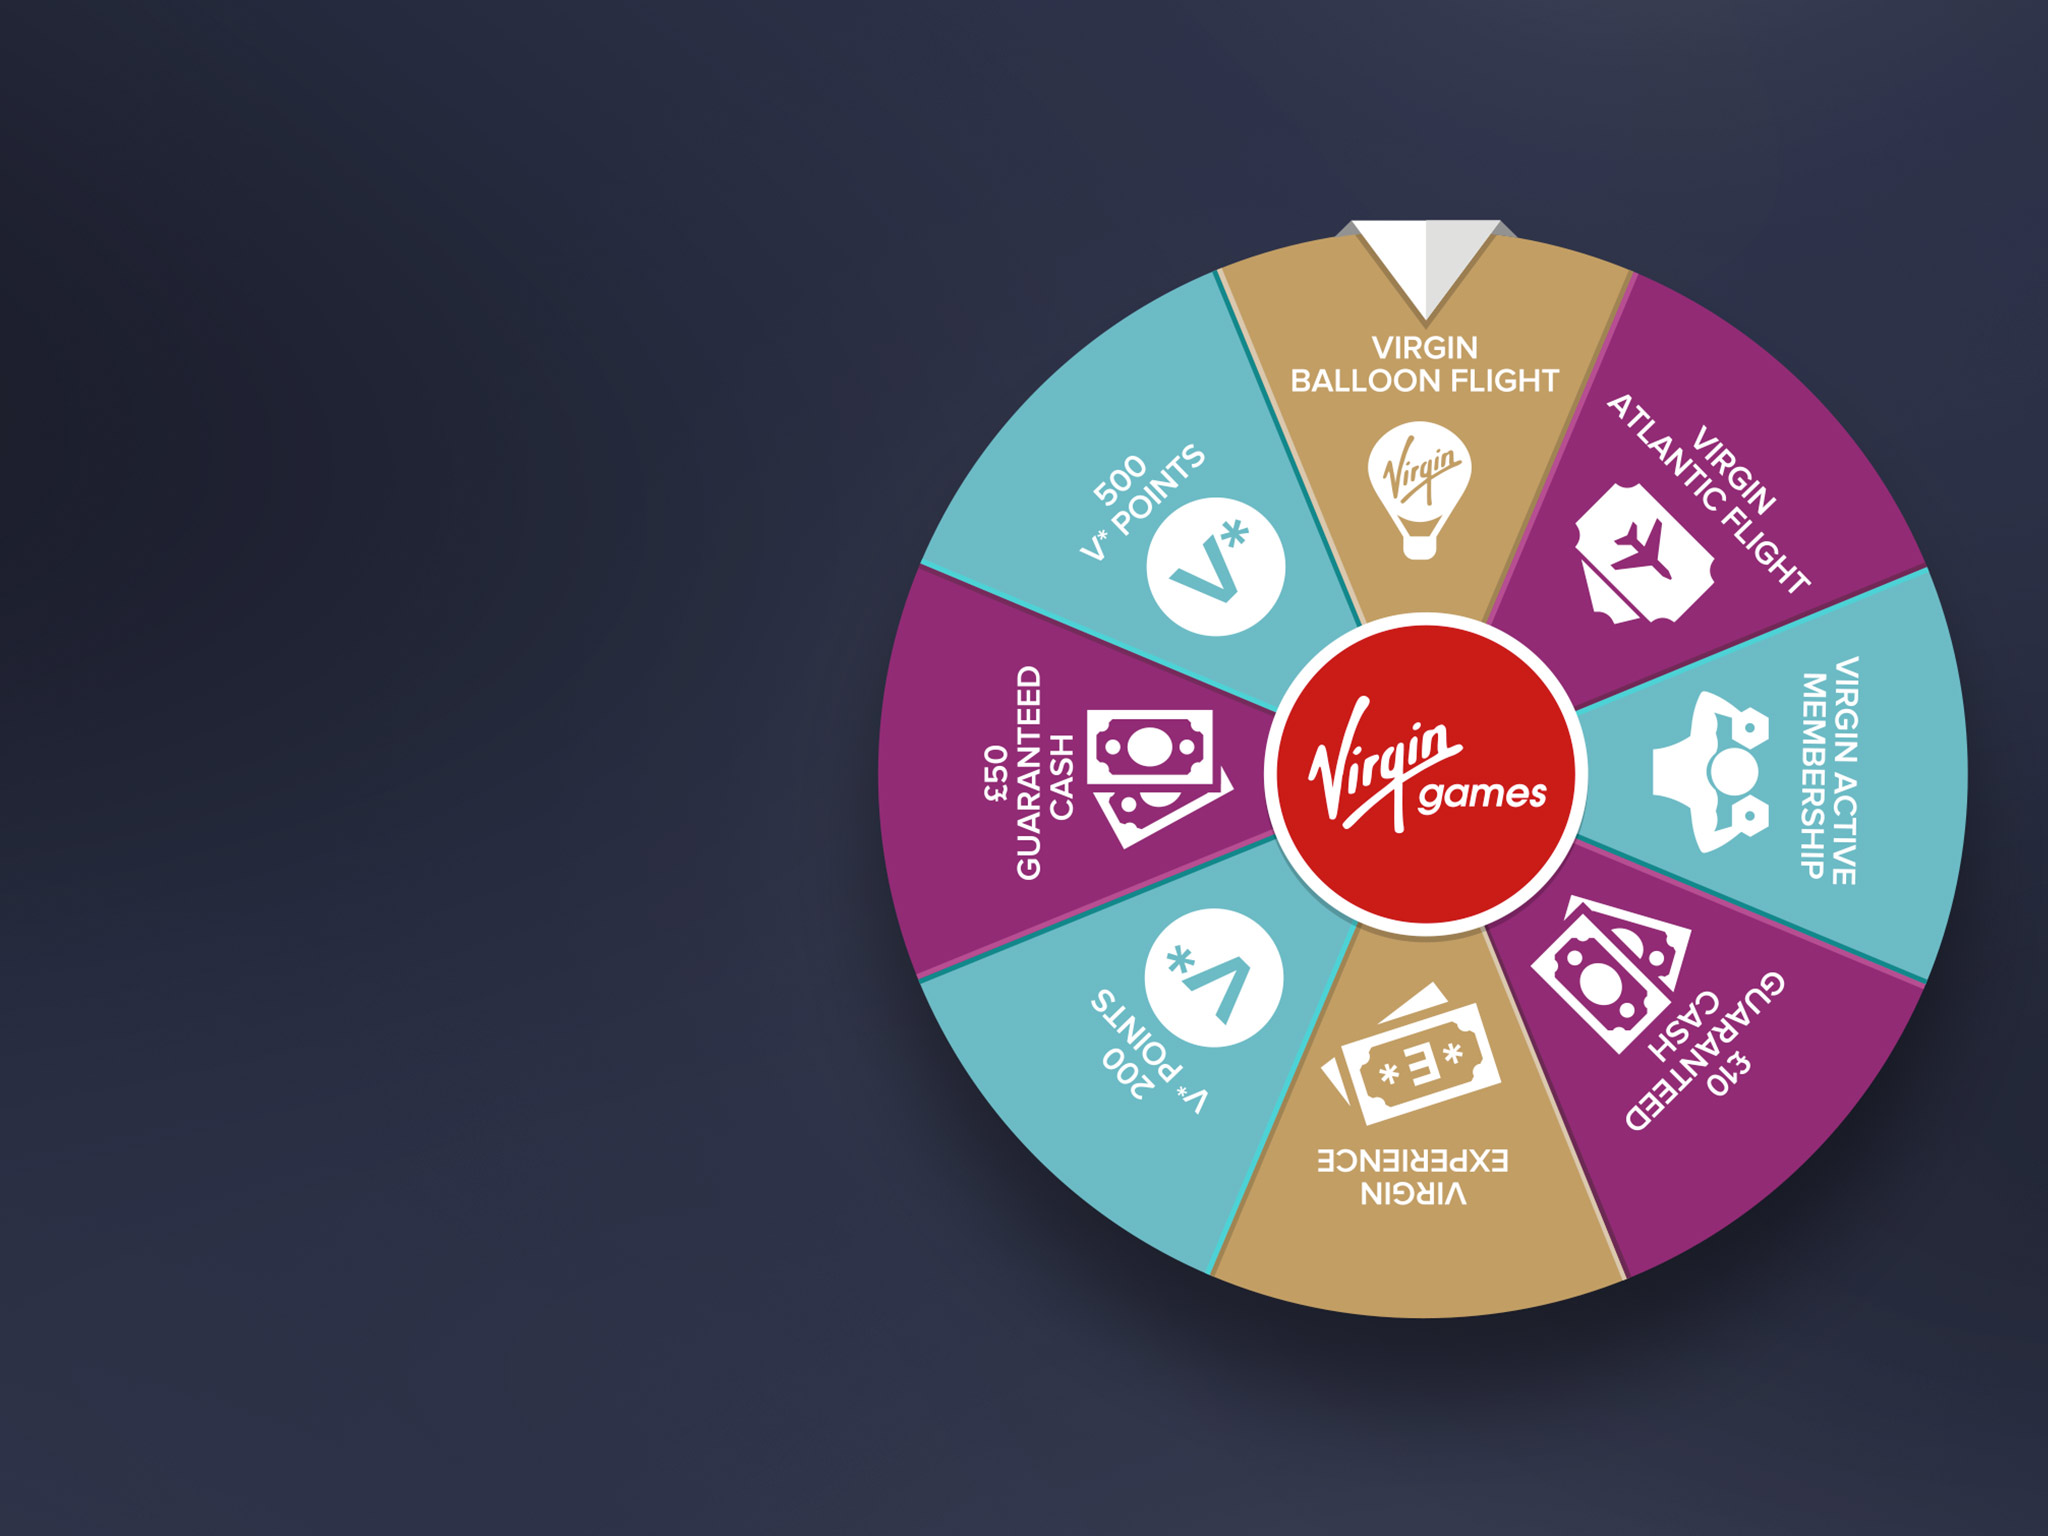 VIRGIN
BALLOON FLIGHT
Virgin
VIRGIN
ATLANTIC FLIGHT
VIRGIN ACTIVE
MEMBERSHIP
£10
GUARANTEED
CASH
VIRGIN
EXPERIENCE
*E*
200
V* POINTS
V*
£50
GUARANTEED
CASH
500
V* POINTS
V*
Virgin
games